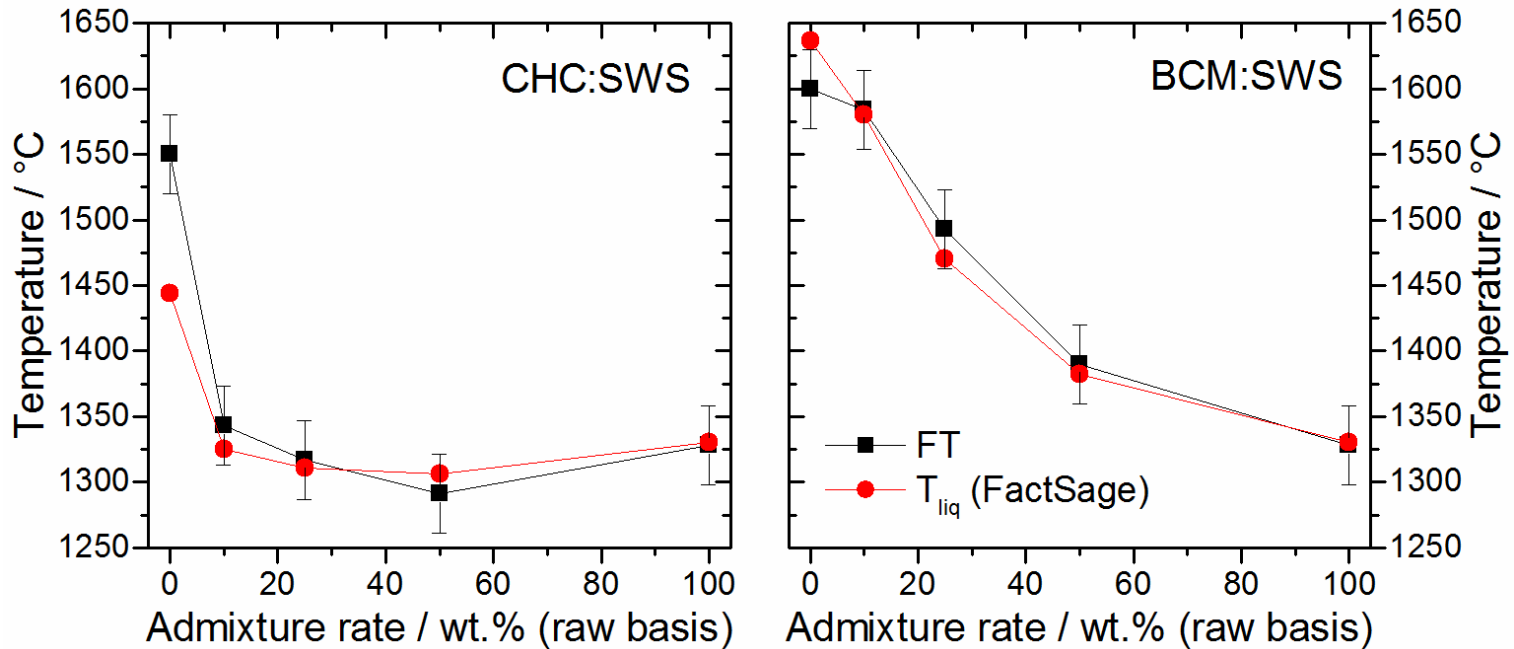 CHC:SWS
1650
1600
1550
1500
1450
1400
1350
1300
1250
Temperature / °C
0 20 40 60 80 100
Admixture rate / wt.% (raw basis)
BCM:SWS
FT
T_liq (FactSage)
1650
1600
1550
1500
1450
1400
1350
1300
1250
Temperature / °C
0 20 40 60 80 100
Admixture rate / wt.% (raw basis)